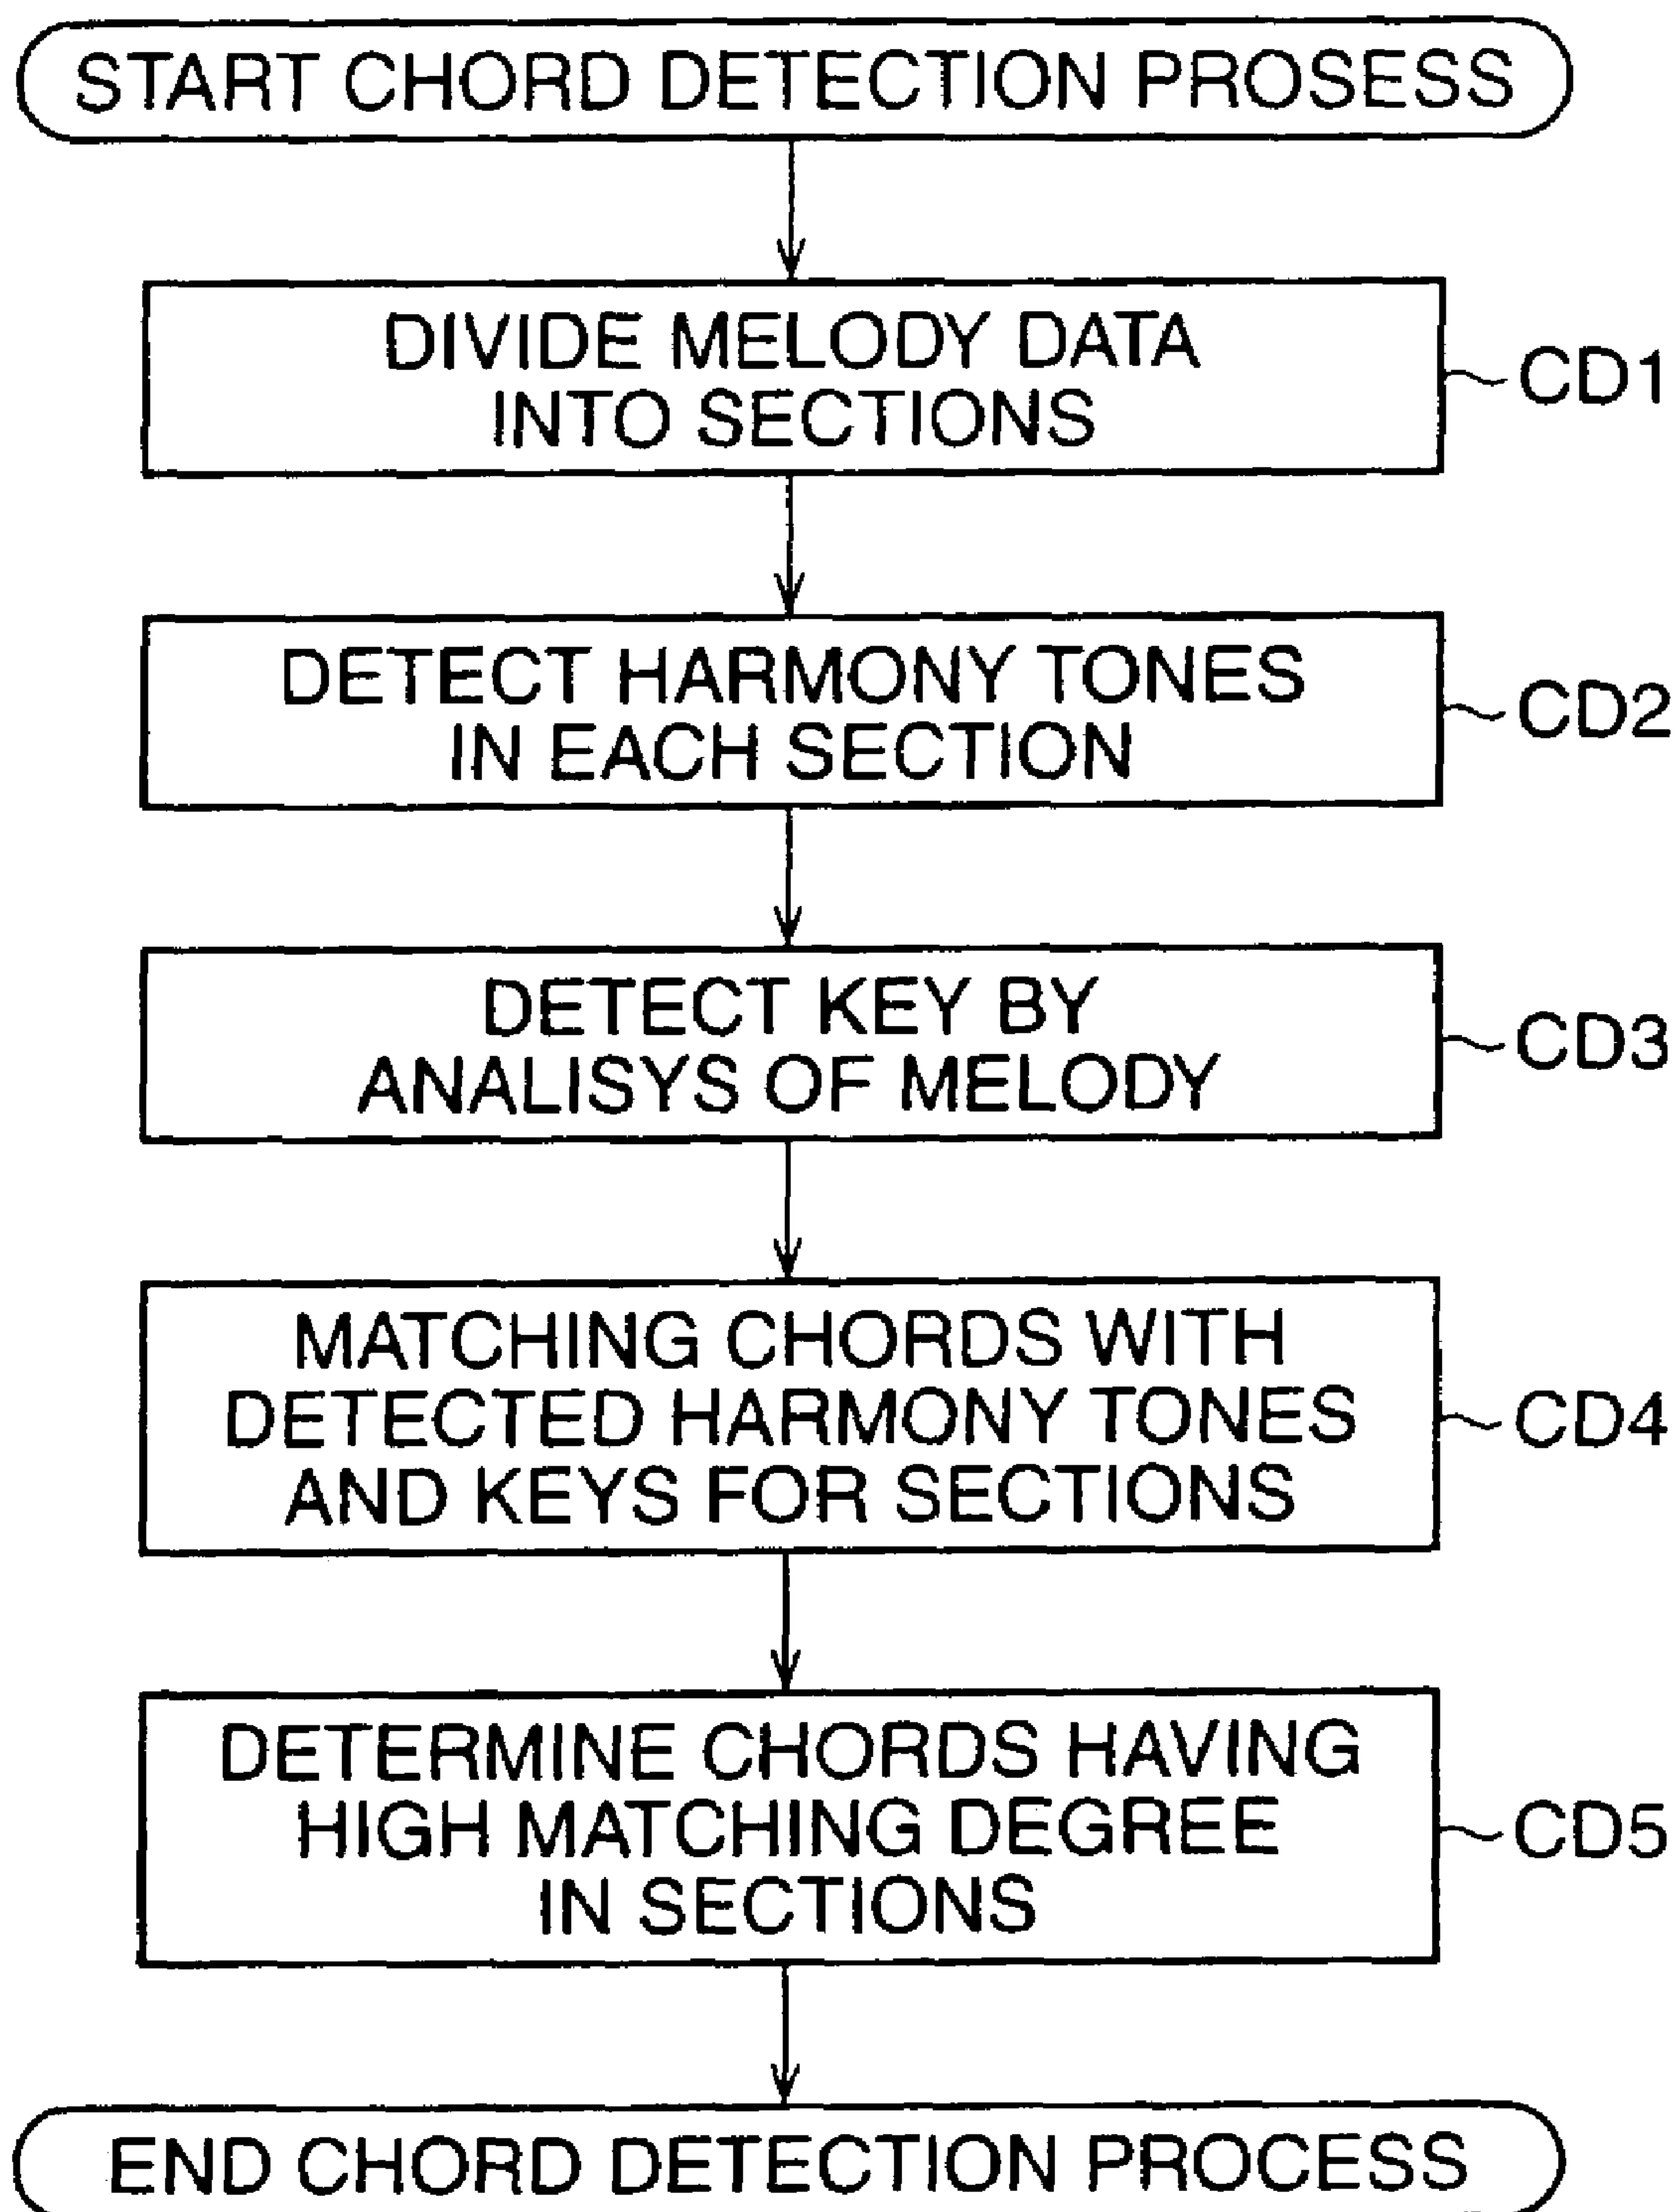 START CHORD DETECTION PROSESS
DIVIDE MELODY DATA
INTO SECTIONS
CD1
DETECT HARMONY TONES
IN EACH SECTION
CD2
DETECT KEY BY
ANALISYS OF MELODY
CD3
MATCHING CHORDS WITH
DETECTED HARMONY TONES
AND KEYS FOR SECTIONS
CD4
DETERMINE CHORDS HAVING
HIGH MATCHING DEGREE
IN SECTIONS
CD5
END CHORD DETECTION PROCESS